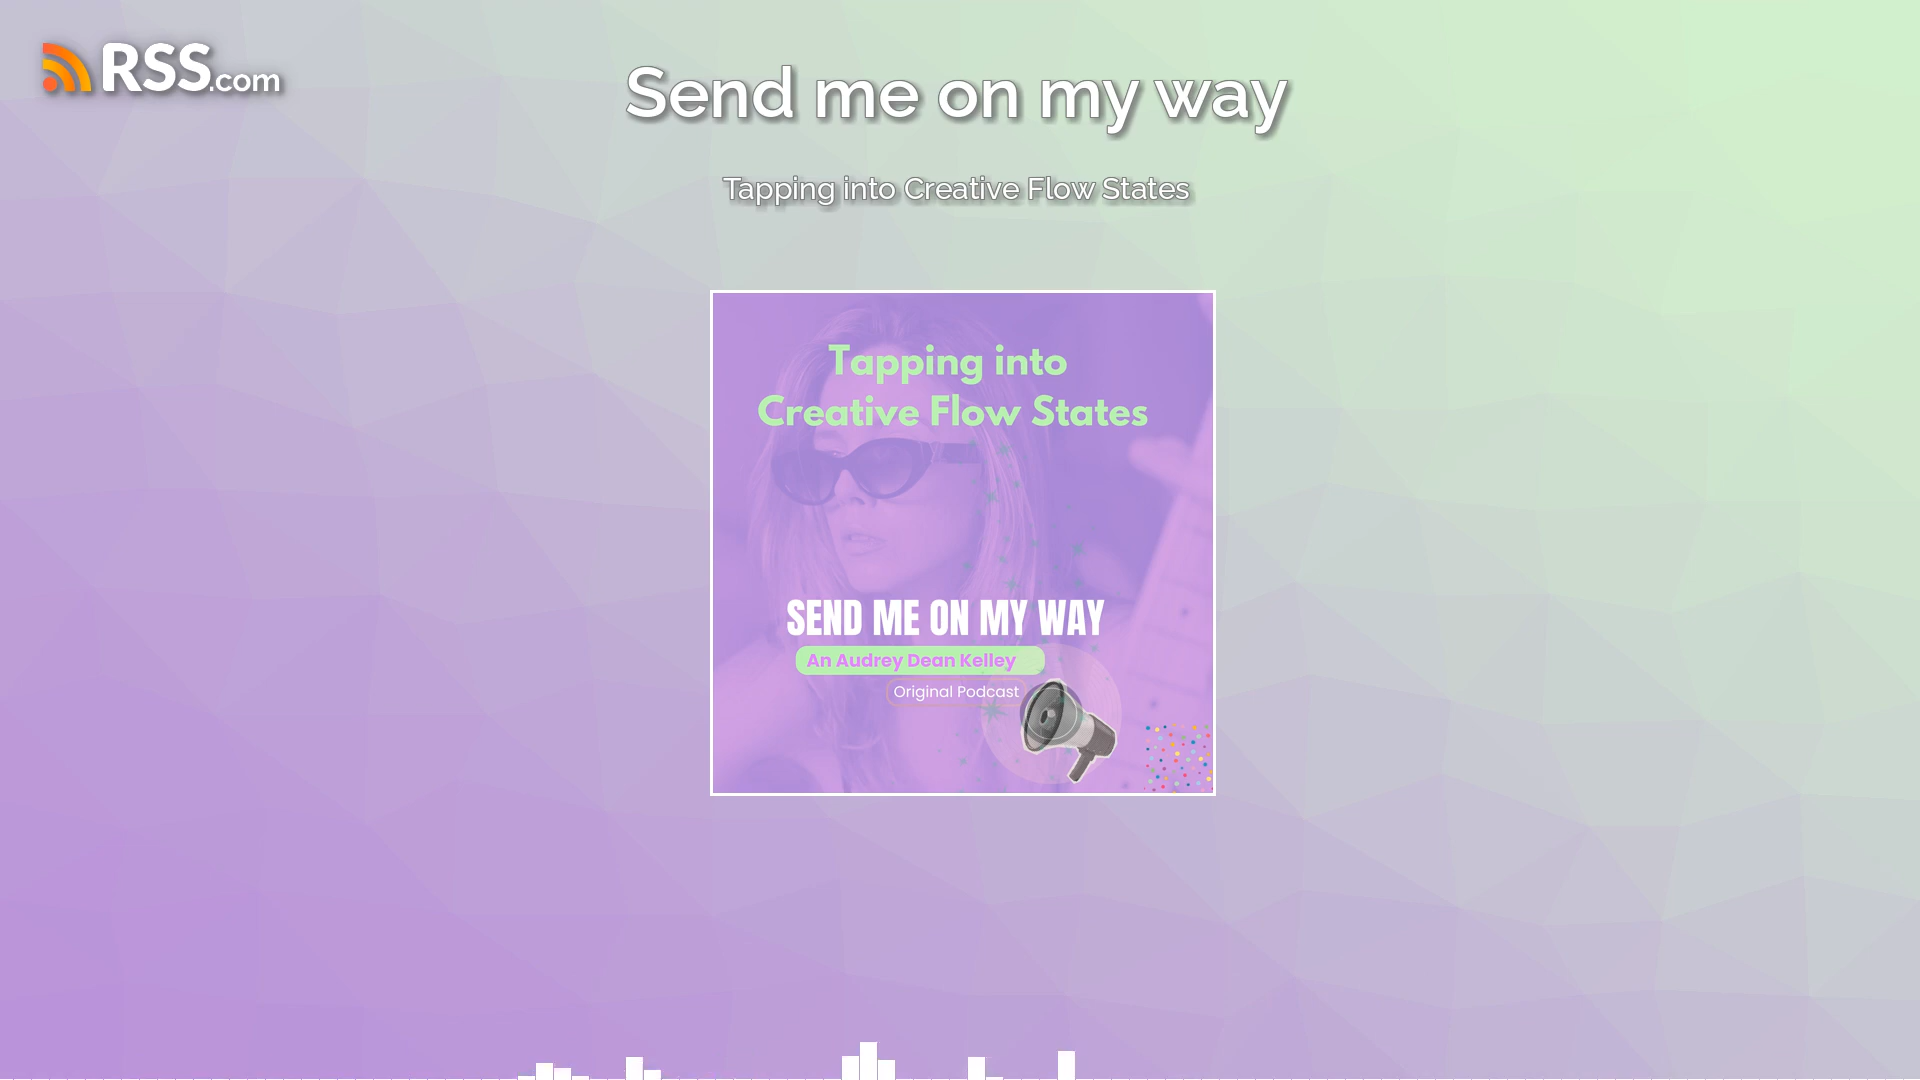 RSS.com
Send me on my way
Tapping into Creative Flow States
Tapping into
Creative Flow States
SEND ME ON MY WAY
An Audrey Dean Kelley
Original Podcast